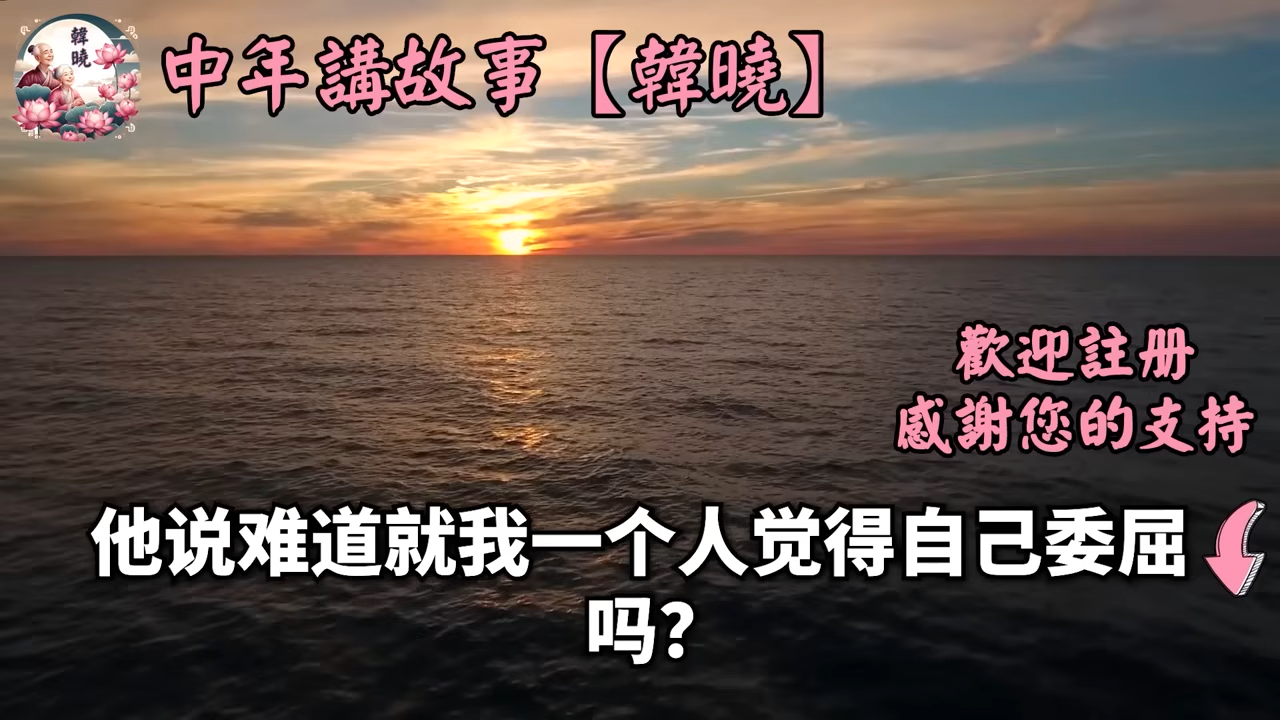 韓
曉
中年講故事【韓曉】
歡迎註册
感謝您的支持
他说难道就我一个人觉得自己委屈
吗?